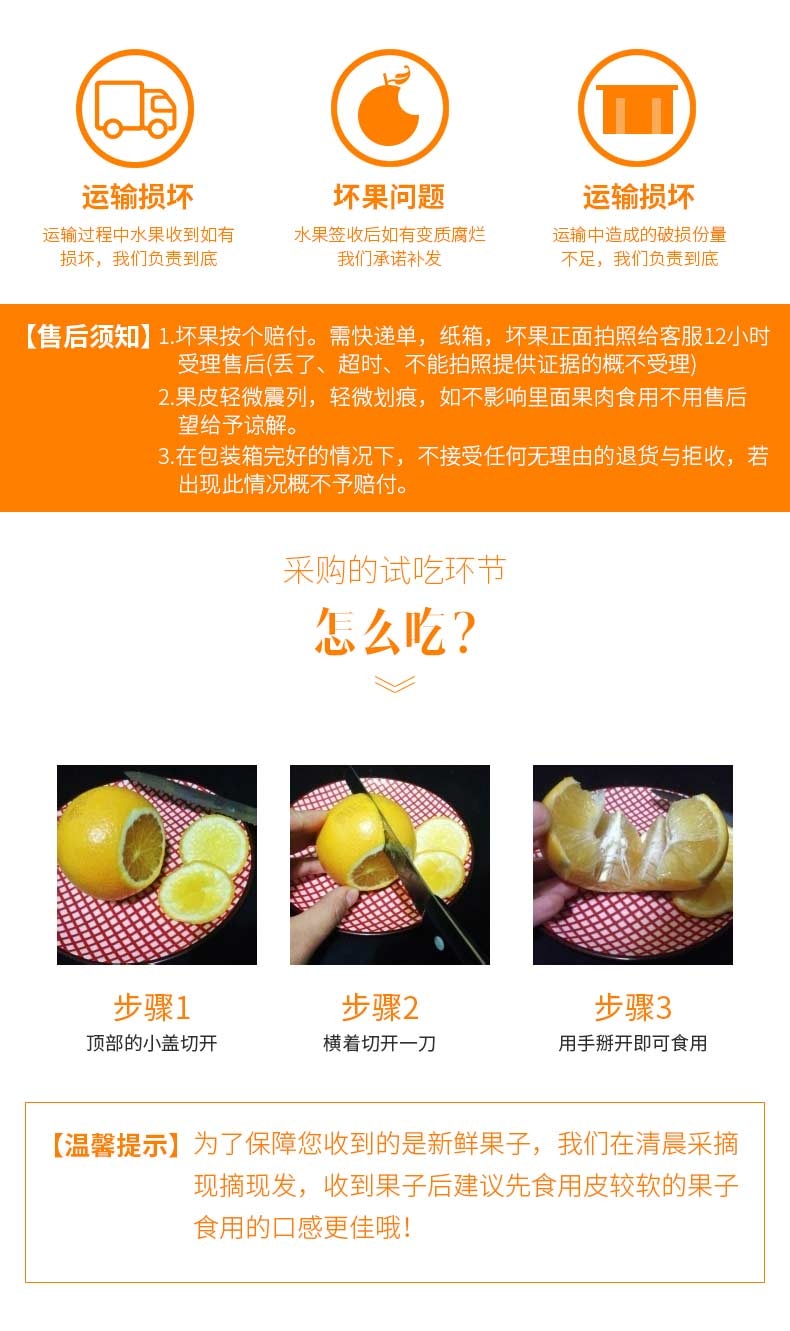 运输损坏
坏果问题
运输损坏
运输过程中水果收到如有
损坏，我们负责到底
水果签收后如有变质腐烂
我们承诺补发
运输中造成的破损份量
不足，我们负责到底
【售后须知】1.坏果按个赔付。需快递单，纸箱，坏果正面拍照给客服12小时
受理售后(丢了、超时、不能拍照提供证据的概不受理)
2.果皮轻微震列，轻微划痕，如不影响里面果肉食用不用售后
望给予谅解。
3.在包装箱完好的情况下，不接受任何无理由的退货与拒收，若
出现此情况概不予赔付。
采购的试吃环节
怎么吃？
步骤1
步骤2
步骤3
顶部的小盖切开
横着切开一刀
用手掰开即可食用
【温馨提示】为了保障您收到的是新鲜果子，我们在清晨采摘
现摘现发，收到果子后建议先食用皮较软的果子
食用的口感更佳哦！